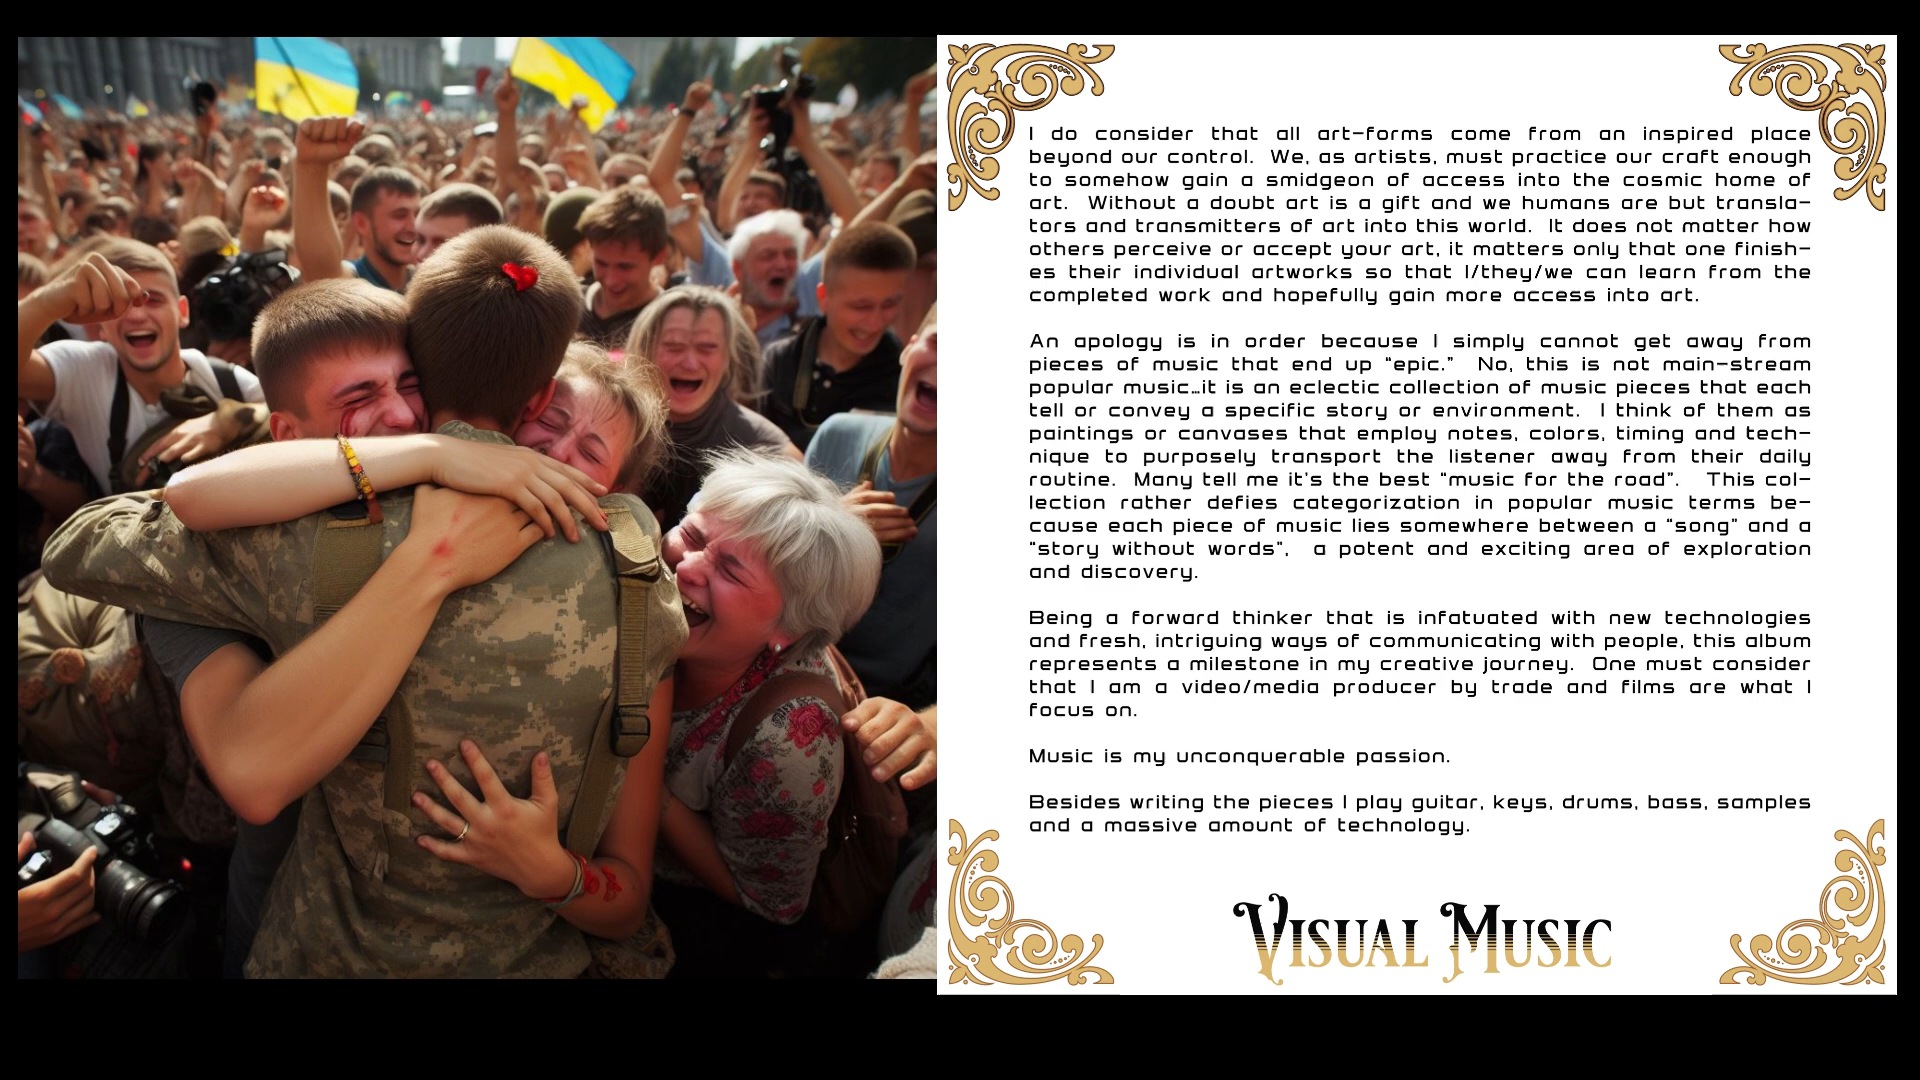 I do consider that all art-forms come from an inspired place
beyond our control. We, as artists, must practice our craft enough
to somehow gain a smidgeon of access into the cosmic home of
art. Without a doubt art is a gift and we humans are but transla-
tors and transmitters of art into this world. It does not matter how
others perceive or accept your art, it matters only that one finish-
es their individual artworks so that I/they/we can learn from the
completed work and hopefully gain more access into art.
An apology is in order because I simply cannot get away from
pieces of music that end up "epic." No, this is not main-stream
popular music...it is an eclectic collection of music pieces that each
tell or convey a specific story or environment. I think of them as
paintings or canvases that employ notes, colors, timing and tech-
nique to purposely transport the listener away from their daily
routine. Many tell me it's the best "music for the road". This col-
lection rather defies categorization in popular music terms be-
cause each piece of music lies somewhere between a "song" and a
"story without words", a potent and exciting area of exploration
and discovery.
Being a forward thinker that is infatuated with new technologies
and fresh, intriguing ways of communicating with people, this album
represents a milestone in my creative journey. One must consider
that I am a video/media producer by trade and films are what I
focus on.
Music is my unconquerable passion.
Besides writing the pieces I play guitar, keys, drums, bass, samples
and a massive amount of technology.
Visual Music